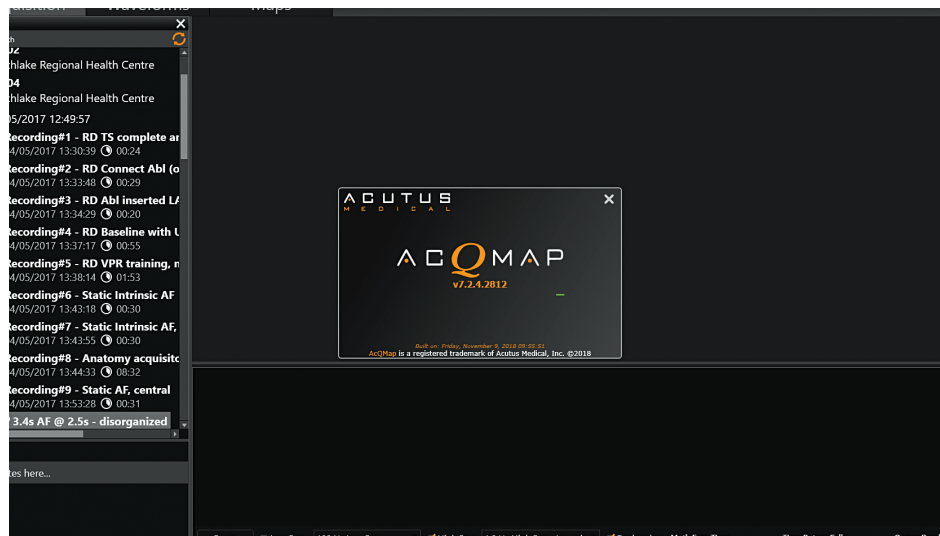 Waveforms
Maps
Regional Health Centre
04
Regional Health Centre
05/2017 12:49:57
Recording#1 - RD TS complete
4/05/2017 13:30:39 00:24
Recording#2 - RD Connect Abl (o
4/05/2017 13:33:48 00:29
Recording#3 - RD Abl inserted LA
4/05/2017 13:34:29 00:20
Recording#4 - RD Baseline with
4/05/2017 13:37:17 00:55
Recording#5 - RD VPR training,
4/05/2017 13:38:14 01:53
Recording#6 - Static Intrinsic AF
4/05/2017 13:43:18 00:30
Recording#7 - Static Intrinsic AF,
4/05/2017 13:43:55 00:30
Recording#8 - Anatomy acquisitc
4/05/2017 13:44:33 08:32
Recording#9 - Static AF, central
4/05/2017 13:53:28 00:31
3.4s AF @ 2.5s - disorganized
tes here...
ACUTUS
MEDICAL
ACQMAP
v7.2.4.2812
Built on: Friday, November 9, 2018 09:55:51
AcQMap is a registered trademark of Acutus Medical, Inc. ©2018